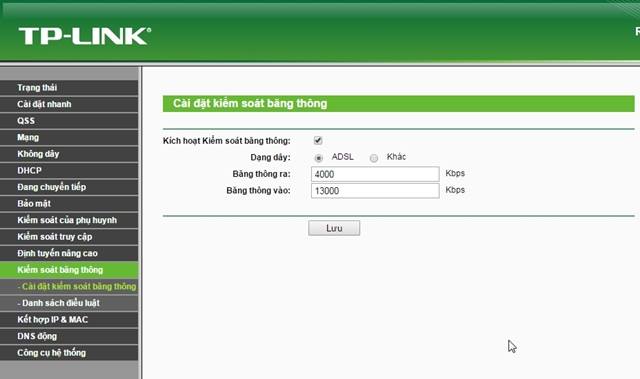 TP-LINK®
R
Trạng thái
Cài đặt nhanh
QSS
Mạng
Không dây
DHCP
Đang chuyển tiếp
Bảo mật
Kiểm soát của phụ huynh
Kiểm soát truy cập
Định tuyến nâng cao
Kiểm soát băng thông
- Cài đặt kiểm soát băng thông
- Danh sách điều luật
Kết hợp IP & MAC
DNS động
Công cụ hệ thống
Cài đặt kiểm soát băng thông
Kích hoạt Kiểm soát băng thông:
Dạng dây: ADSL Khác
Băng thông ra: 4000 Kbps
Băng thông vào: 13000 Kbps
Lưu